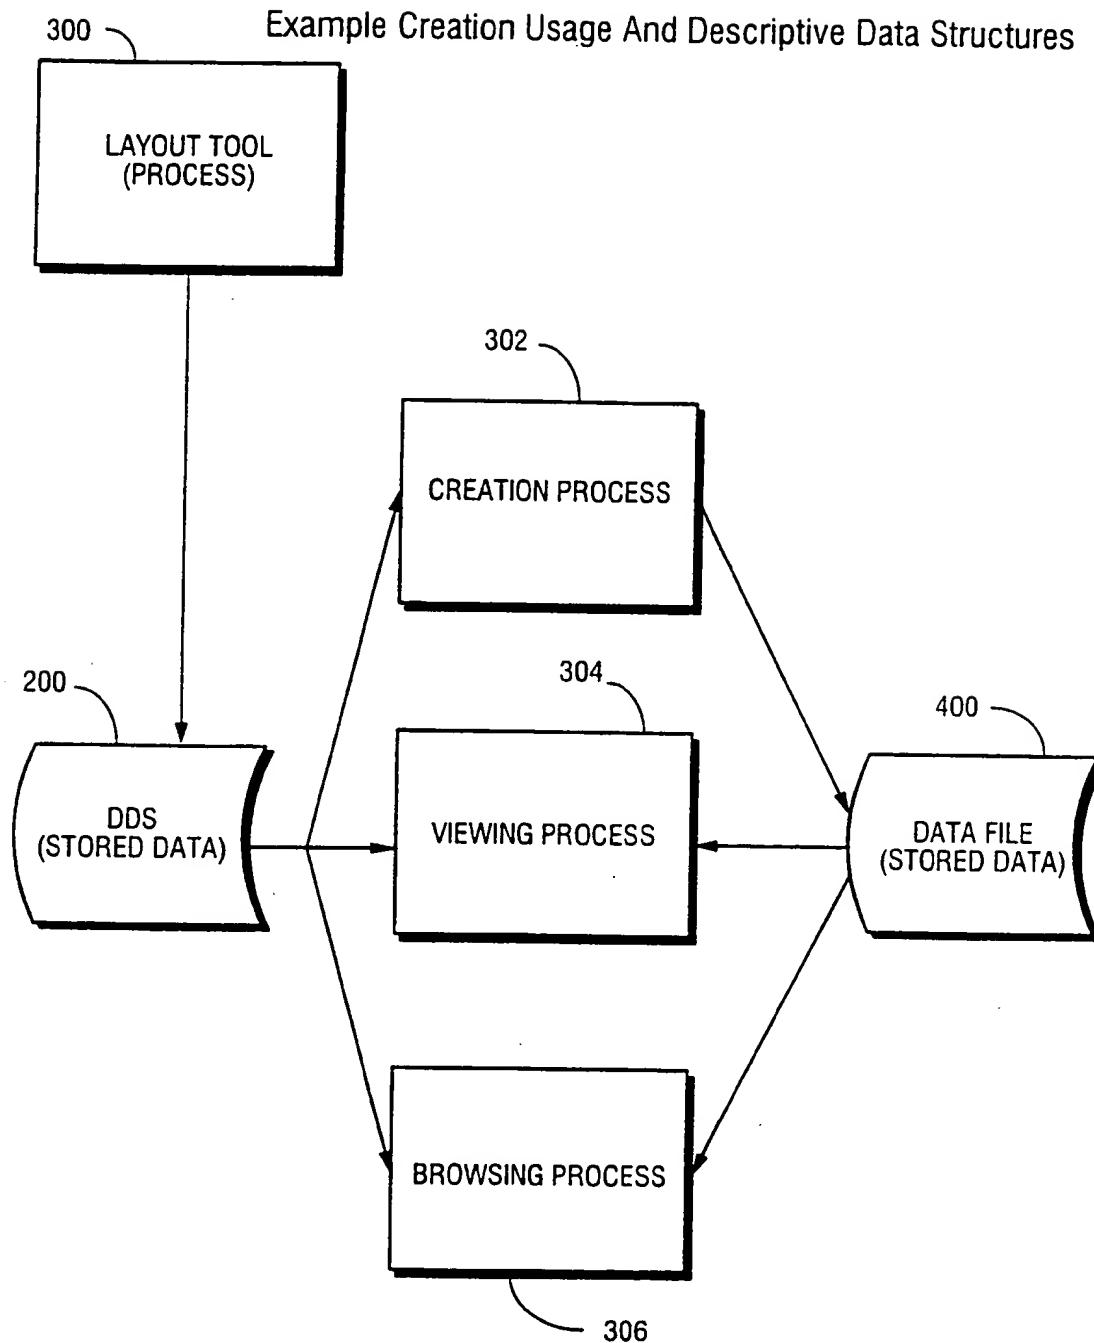 Example Creation Usage And Descriptive Data Structures
300
LAYOUT TOOL
(PROCESS)
302
CREATION PROCESS
200
DDS
(STORED DATA)
304
VIEWING PROCESS
400
DATA FILE
(STORED DATA)
BROWSING PROCESS
306